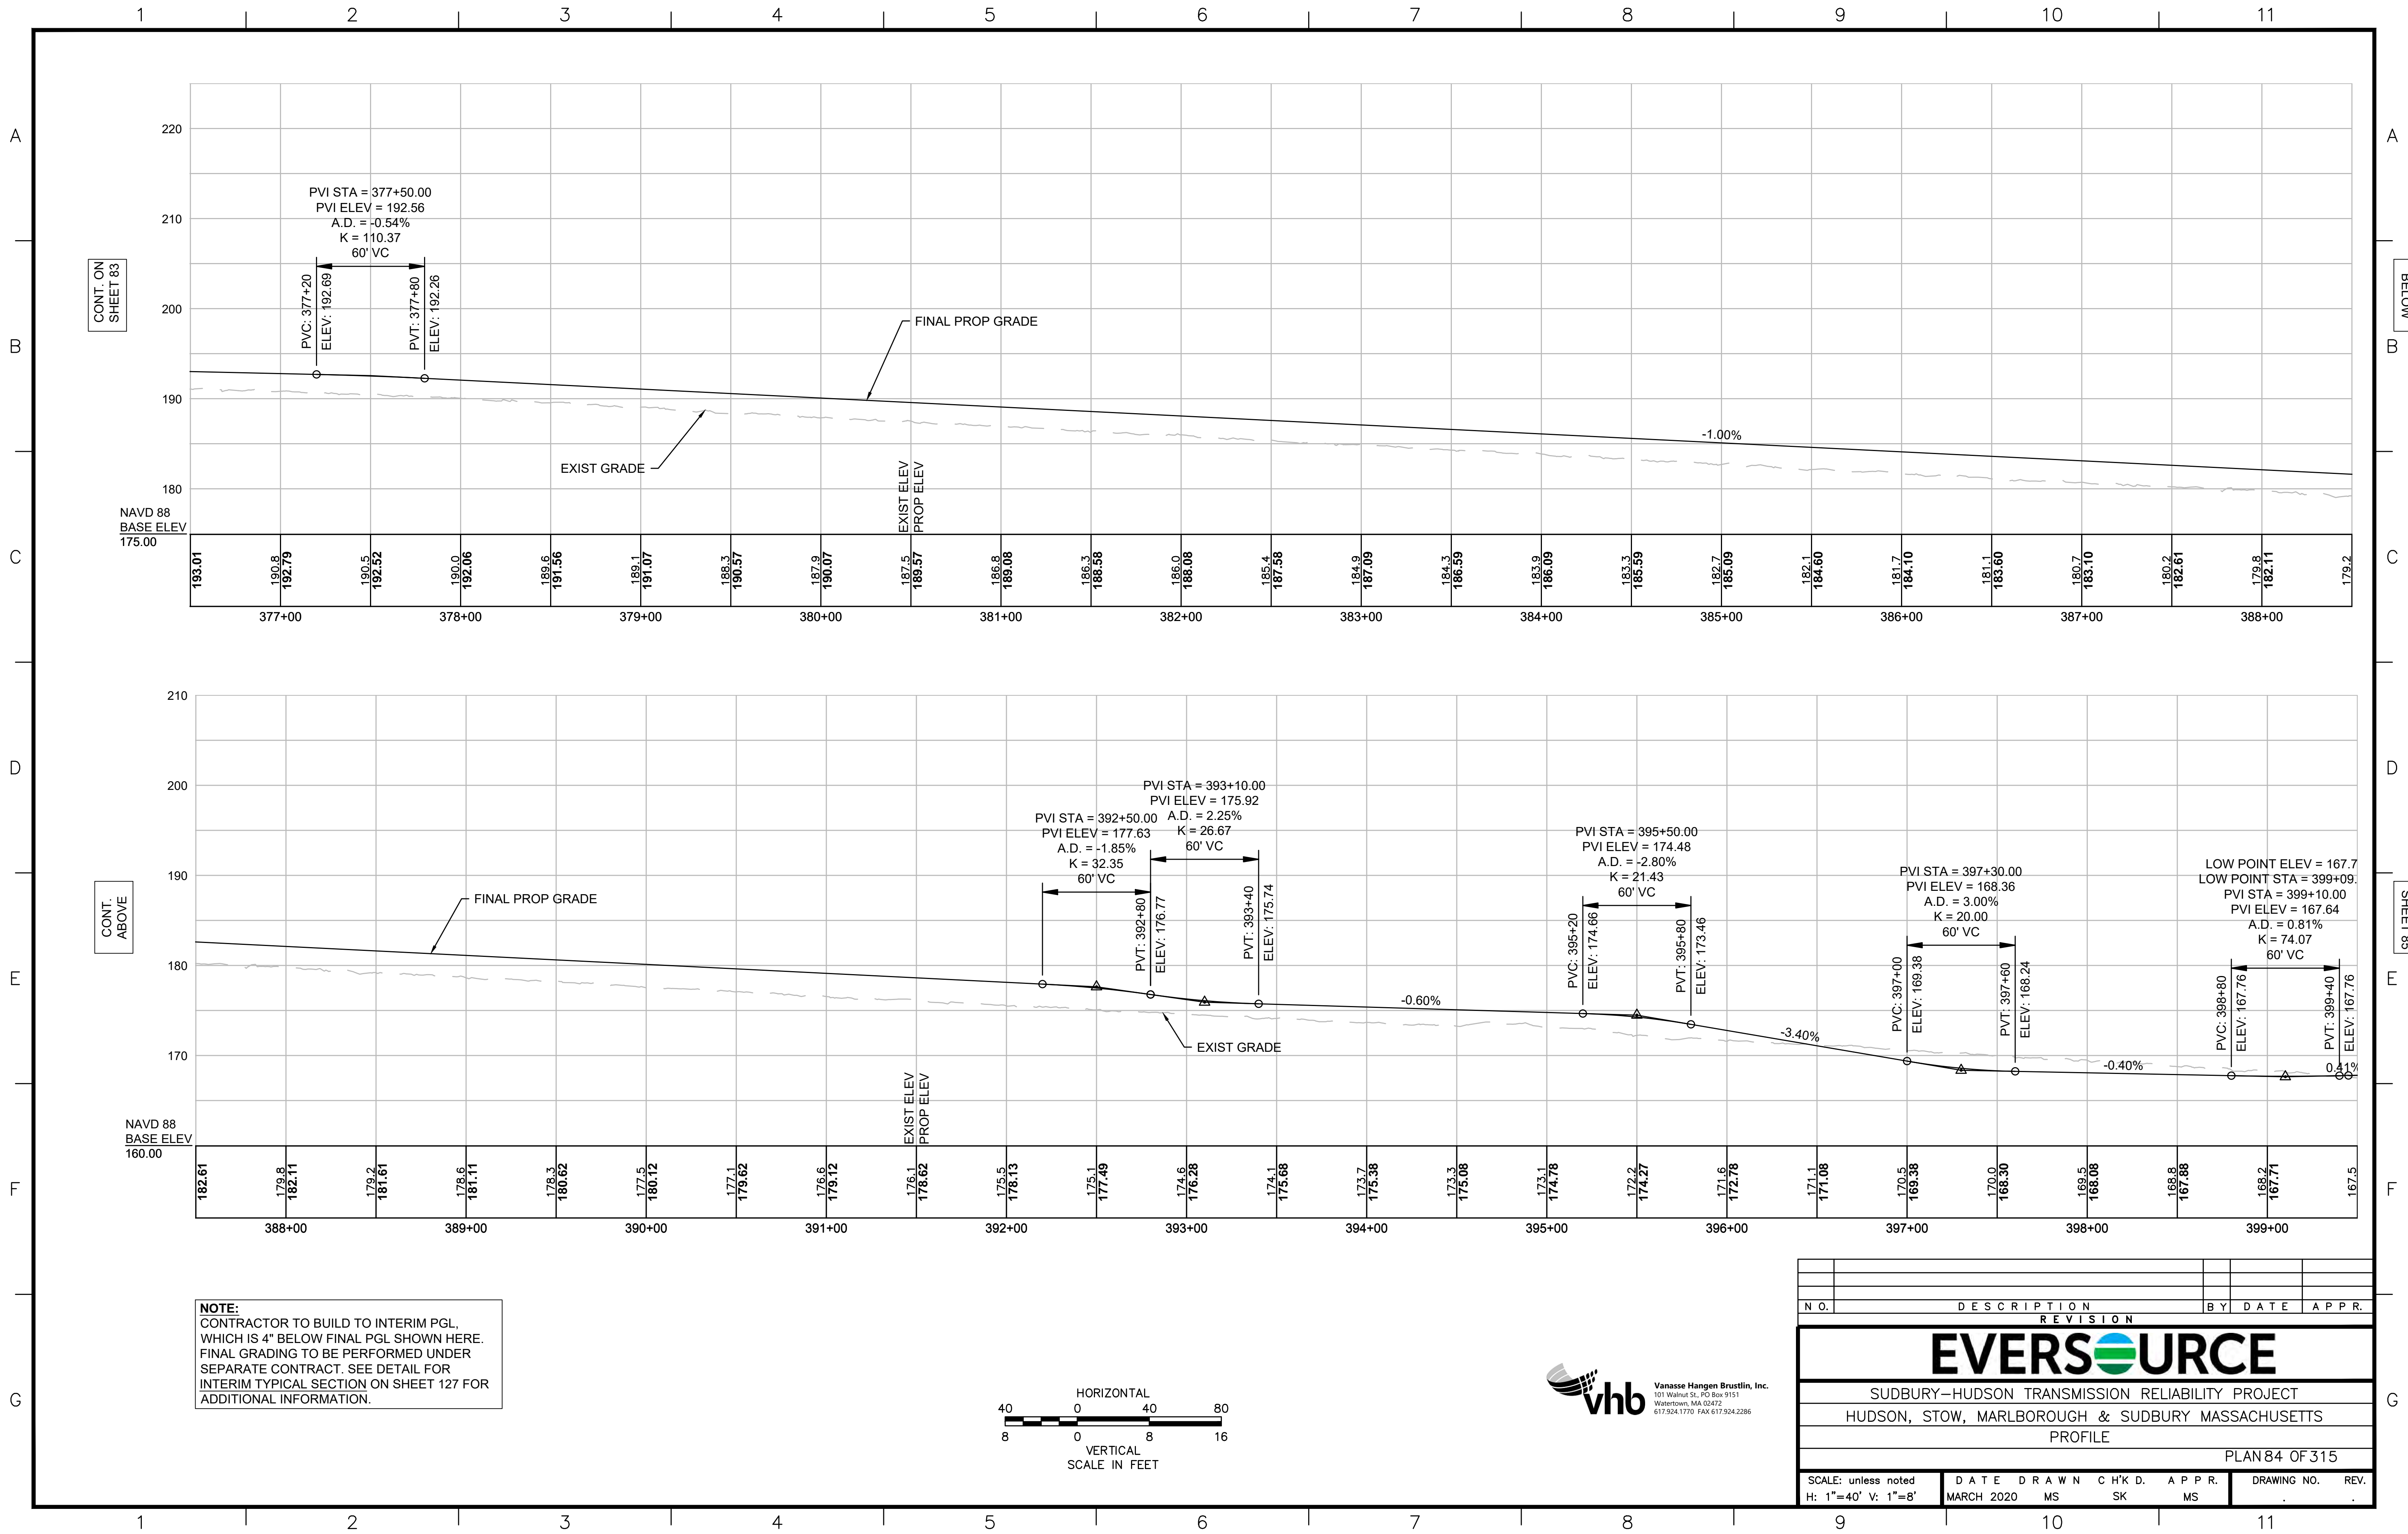 1 2 3 4 5 6 7 8 9 10 11
A
B
C
D
E
F
G
220
210
200
190
180
CONT. ON
SHEET 83
PVI STA = 377+50.00
PVI ELEV = 192.56
A.D. = -0.54%
K = 110.37
60' VC
PVC: 377+20
ELEV: 192.69
PVT: 377+80
ELEV: 192.26
FINAL PROP GRADE
EXIST GRADE
-1.00%
BELOW
EXIST ELEV
PROP ELEV
NAVD 88
BASE ELEV
175.00
193.01
190.8
192.79
190.5
192.52
190.0
192.06
189.6
191.56
189.1
191.07
188.3
190.57
187.9
190.07
187.5
189.57
186.8
189.08
186.3
188.58
186.0
188.08
185.4
187.58
184.9
187.09
184.3
186.59
183.9
186.09
183.3
185.59
182.7
185.09
182.1
184.60
181.7
184.10
181.1
183.60
180.7
183.10
180.2
182.61
179.8
182.11
179.2
377+00 378+00 379+00 380+00 381+00 382+00 383+00 384+00 385+00 386+00 387+00 388+00
210
200
190
180
170
CONT.
ABOVE
FINAL PROP GRADE
PVI STA = 392+50.00
PVI ELEV = 177.63
A.D. = -1.85%
K = 32.35
60' VC
PVI STA = 393+10.00
PVI ELEV = 175.92
A.D. = 2.25%
K = 26.67
60' VC
PVT: 392+80
ELEV: 176.77
PVT: 393+40
ELEV: 175.74
EXIST GRADE
-0.60%
PVI STA = 395+50.00
PVI ELEV = 174.48
A.D. = -2.80%
K = 21.43
60' VC
PVC: 395+20
ELEV: 174.66
PVT: 395+80
ELEV: 173.46
-3.40%
PVI STA = 397+30.00
PVI ELEV = 168.36
A.D. = 3.00%
K = 20.00
60' VC
PVC: 397+00
ELEV: 169.38
PVT: 397+60
ELEV: 168.24
-0.40%
LOW POINT ELEV = 167.7
LOW POINT STA = 399+09.
PVI STA = 399+10.00
PVI ELEV = 167.64
A.D. = 0.81%
K = 74.07
60' VC
PVC: 398+80
ELEV: 167.76
PVT: 399+40
ELEV: 167.76
0.41%
SHEET 85
EXIST ELEV
PROP ELEV
NAVD 88
BASE ELEV
160.00
182.61
179.8
182.11
179.2
181.61
178.6
181.11
178.3
180.62
177.5
180.12
177.1
179.62
176.6
179.12
176.1
178.62
175.5
178.13
175.1
177.49
174.6
176.28
174.1
175.68
173.7
175.38
173.3
175.08
173.1
174.78
172.2
174.27
171.6
172.78
171.1
171.08
170.5
169.38
170.0
168.30
169.5
168.08
168.8
167.88
168.2
167.71
167.5
388+00 389+00 390+00 391+00 392+00 393+00 394+00 395+00 396+00 397+00 398+00 399+00
NOTE:
CONTRACTOR TO BUILD TO INTERIM PGL,
WHICH IS 4" BELOW FINAL PGL SHOWN HERE.
FINAL GRADING TO BE PERFORMED UNDER
SEPARATE CONTRACT. SEE DETAIL FOR
INTERIM TYPICAL SECTION ON SHEET 127 FOR
ADDITIONAL INFORMATION.
HORIZONTAL
40 0 40 80
8 0 8 16
VERTICAL
SCALE IN FEET
vhb
Vanasse Hangen Brustlin, Inc.
101 Walnut St., PO Box 9151
Watertown, MA 02472
617.924.1770 FAX 617.924.2286
NO. DESCRIPTION BY DATE APPR.
REVISION
EVERSOURCE
SUDBURY-HUDSON TRANSMISSION RELIABILITY PROJECT
HUDSON, STOW, MARLBOROUGH & SUDBURY MASSACHUSETTS
PROFILE
PLAN 84 OF 315
SCALE: unless noted DATE DRAWN CH'K D. APPR. DRAWING NO. REV.
H: 1"=40' V: 1"=8' MARCH 2020 MS SK MS . .
A
B
C
D
E
F
G
1 2 3 4 5 6 7 8 9 10 11